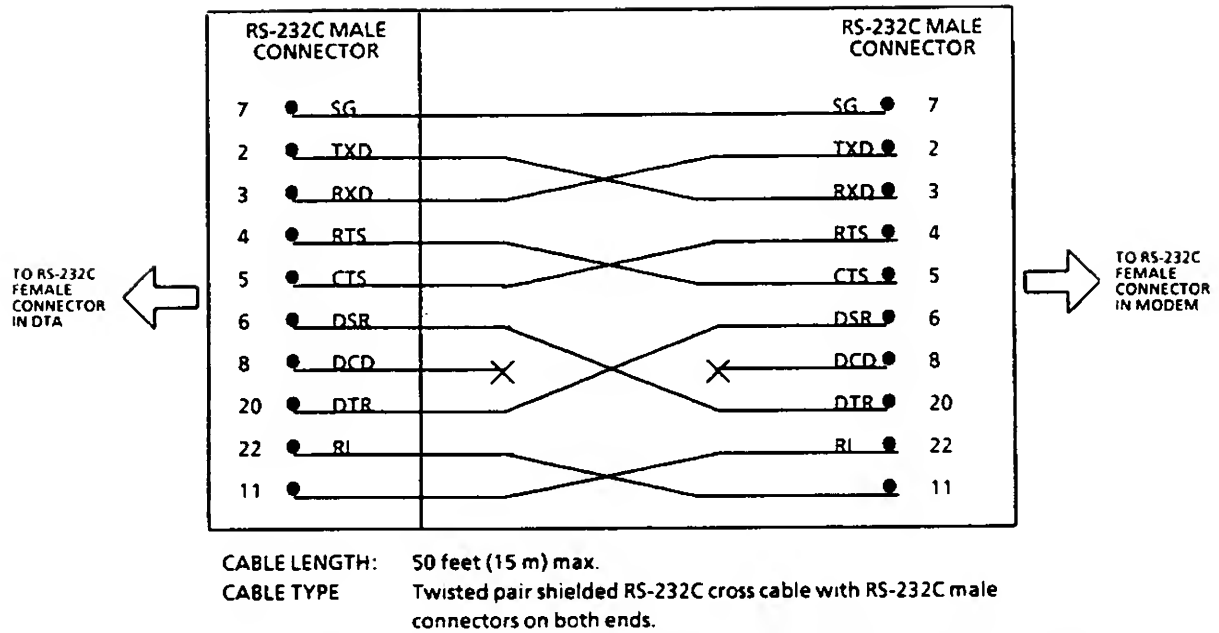 RS-232C MALE
CONNECTOR
RS-232C MALE
CONNECTOR
7 SG SG 7
2 TXD TXD 2
3 RXD RXD 3
4 RTS RTS 4
5 CTS CTS 5
6 DSR DSR 6
8 DCD DCD 8
20 DTR DTR 20
22 RI RI 22
11 11
TO RS-232C
FEMALE
CONNECTOR
IN DTA
TO RS-232C
FEMALE
CONNECTOR
IN MODEM
CABLE LENGTH: 50 feet (15 m) max.
CABLE TYPE Twisted pair shielded RS-232C cross cable with RS-232C male
connectors on both ends.